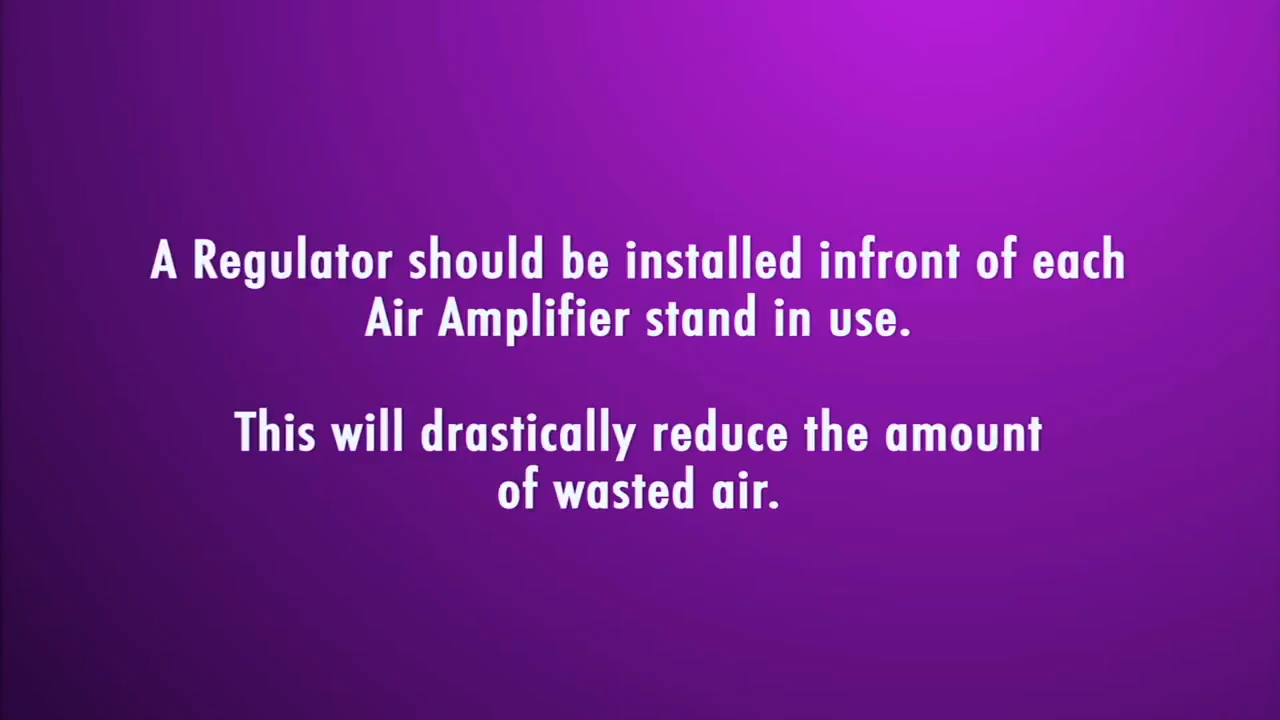 A Regulator should be installed infront of each
Air Amplifier stand in use.
This will drastically reduce the amount
of wasted air.